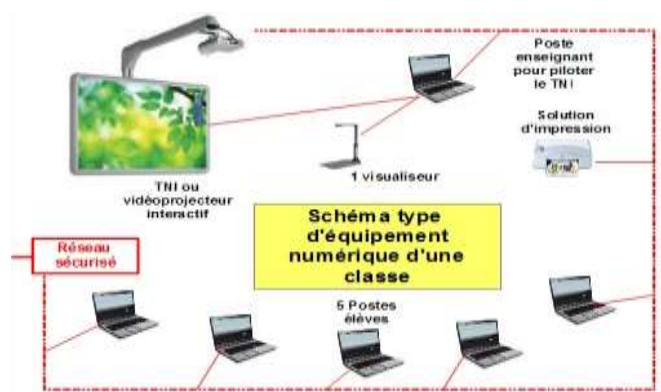 Poste
enseignant
pour piloter
le TNI
Solution
d'impression
1 visualiseur
TNI ou
vidéoprojecteur
interactif
Schéma type
d'équipement
numérique d'une
classe
Réseau
sécurisé
5 Postes
élèves